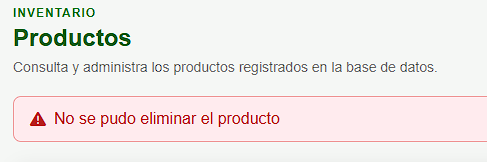 INVENTARIO
Productos
Consulta y administra los productos registrados en la base de datos.
No se pudo eliminar el producto